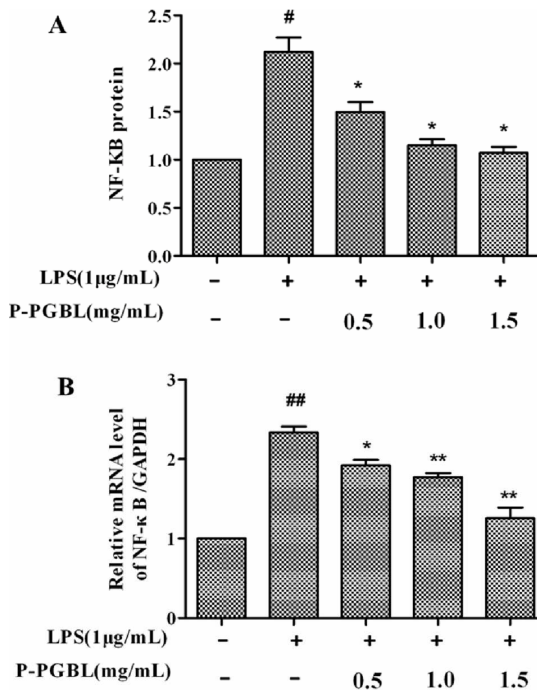 A
NF-KB protein
2.5
2.0
1.5
1.0
0.5
0.0
#
*
*
*
LPS(1μg/mL) – + + + +
P-PGBL(mg/mL) – – 0.5 1.0 1.5
B
Relative mRNA level
of NF-κ B /GAPDH
3
2
1
0
##
*
**
**
LPS(1μg/mL) – + + + +
P-PGBL(mg/mL) – – 0.5 1.0 1.5